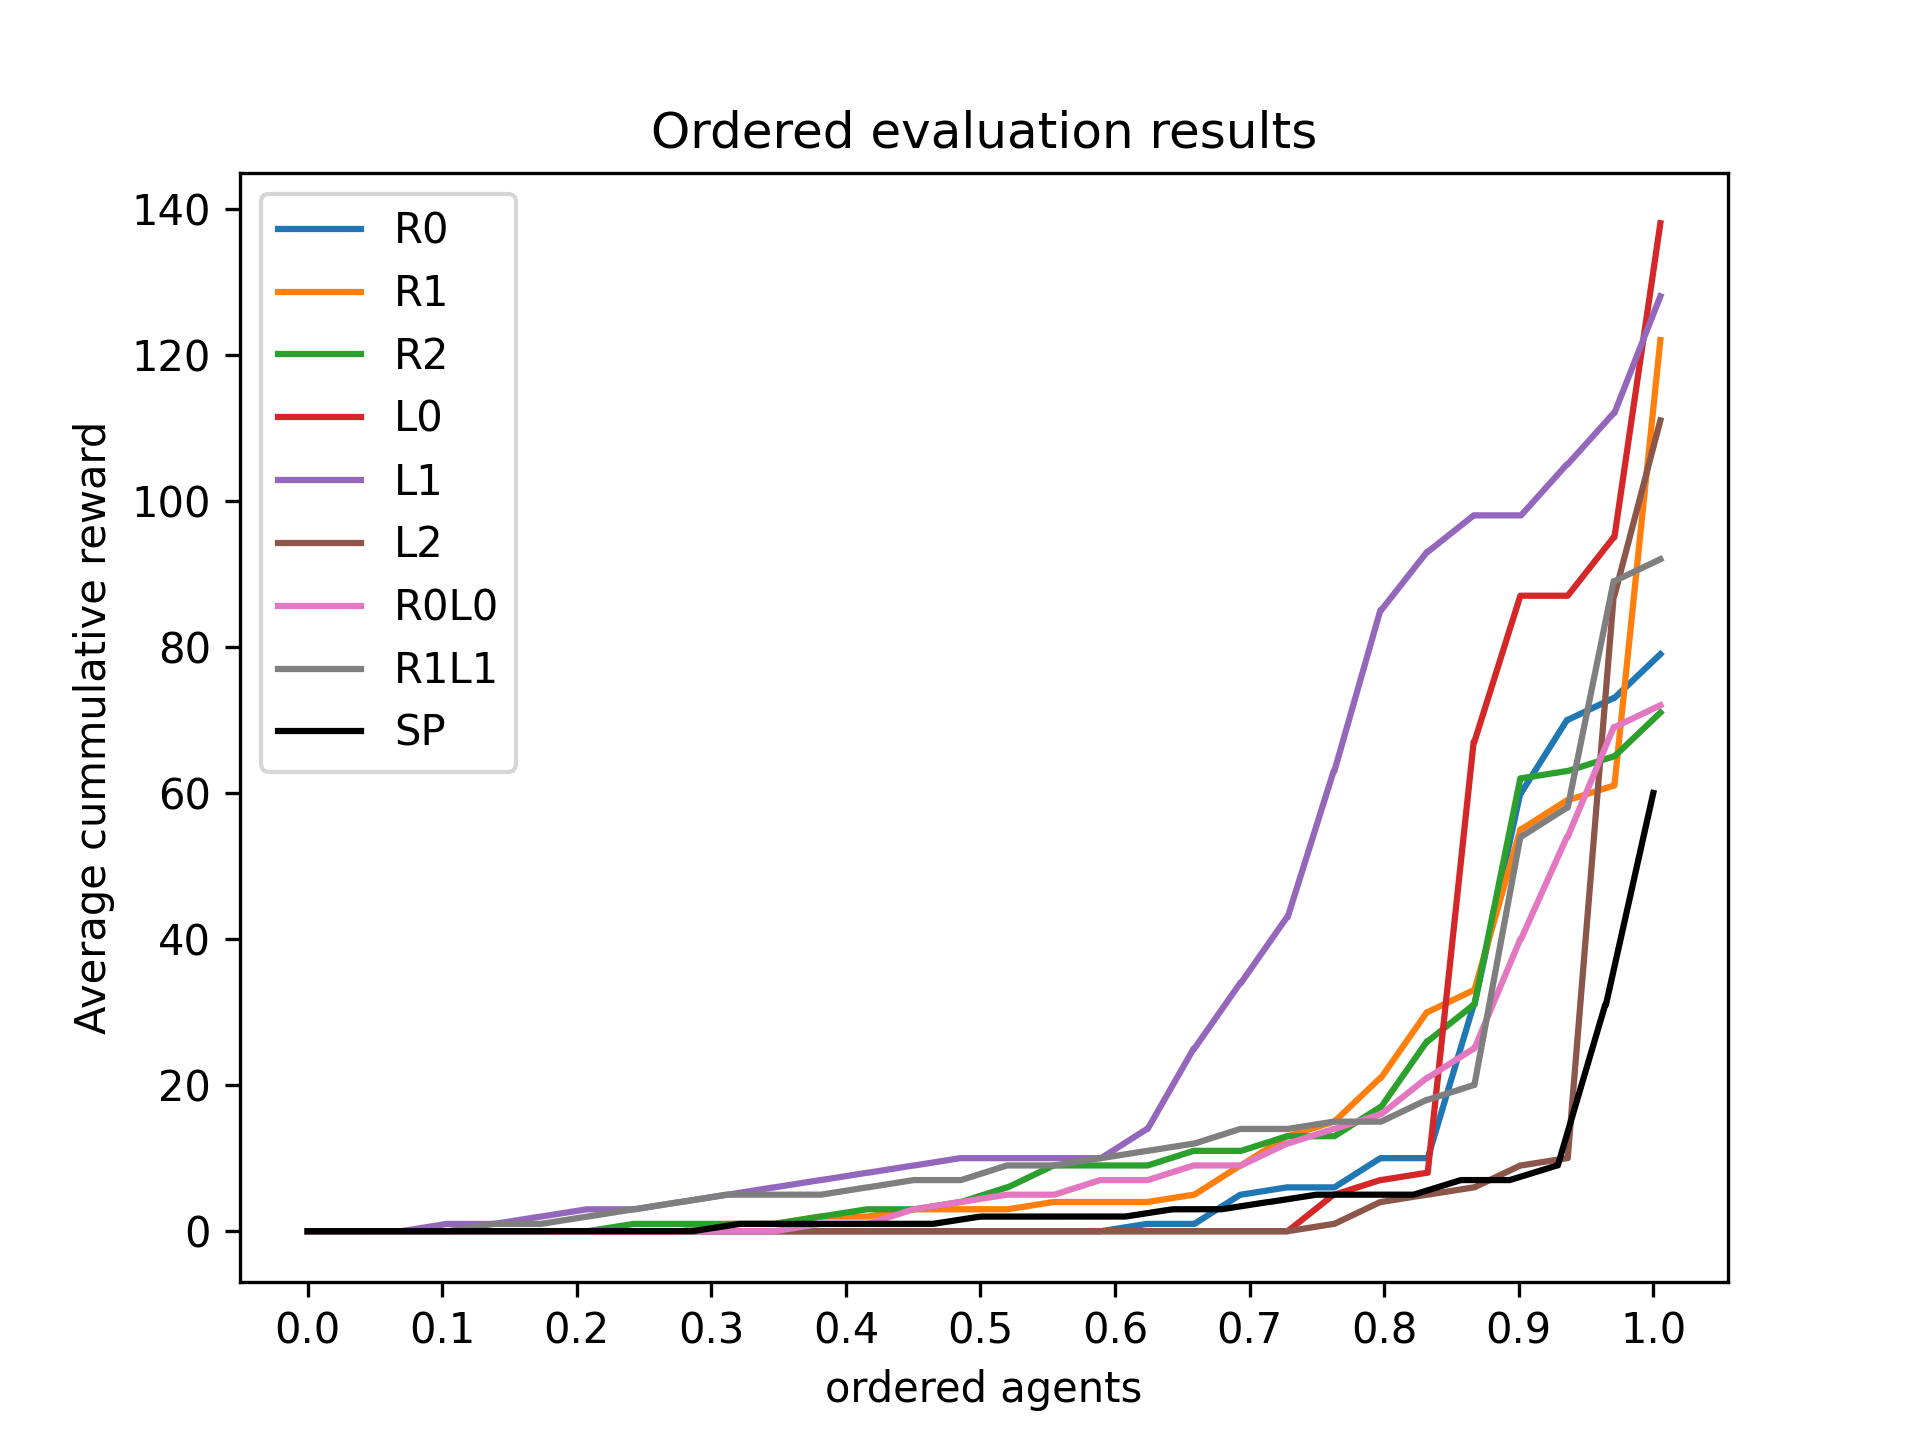 Ordered evaluation results
Average cummulative reward
140
120
100
80
60
40
20
0
R0
R1
R2
L0
L1
L2
R0L0
R1L1
SP
0.0 0.1 0.2 0.3 0.4 0.5 0.6 0.7 0.8 0.9 1.0
ordered agents